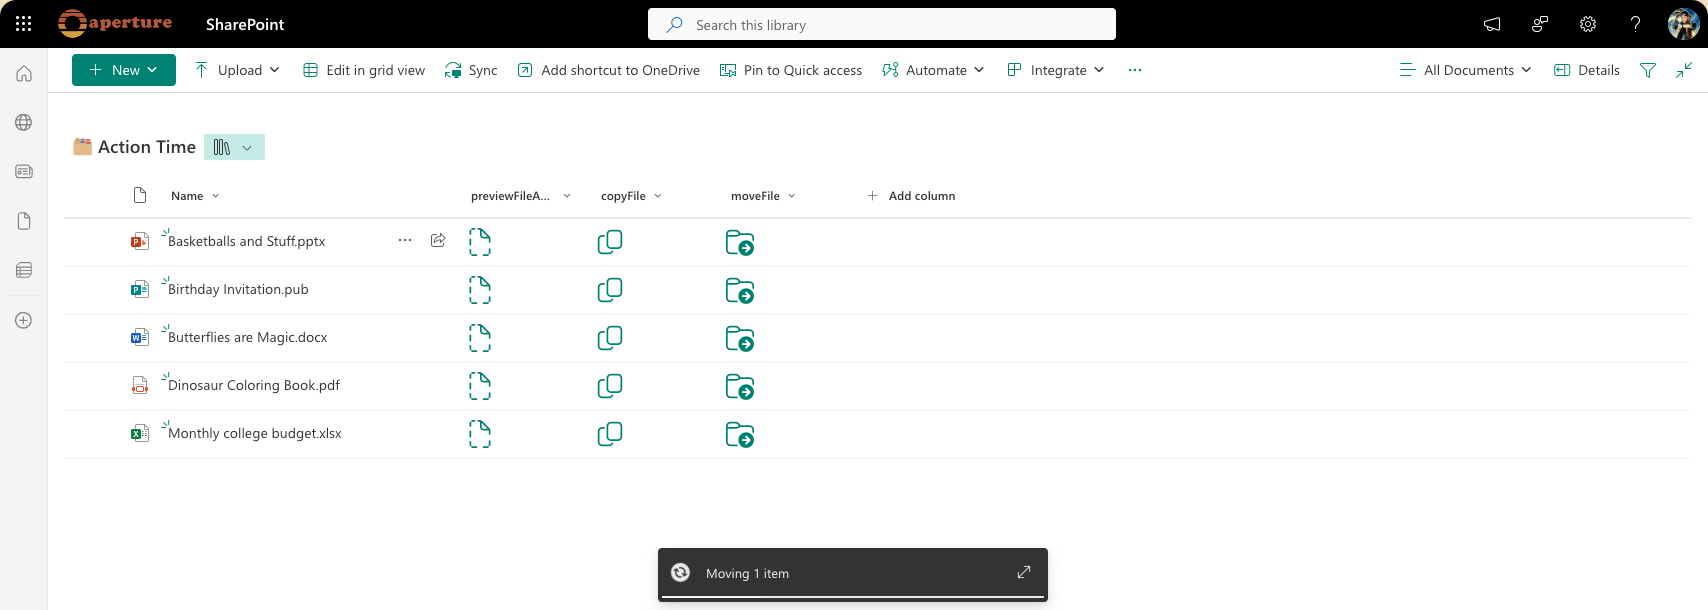 aperture
SharePoint
Search this library
?
+ New
Upload
Edit in grid view
Sync
Add shortcut to OneDrive
Pin to Quick access
Automate
Integrate
...
All Documents
Details
Action Time
Name
previewFileA...
copyFile
moveFile
+ Add column
Basketballs and Stuff.pptx
...
Birthday Invitation.pub
Butterflies are Magic.docx
Dinosaur Coloring Book.pdf
Monthly college budget.xlsx
Moving 1 item